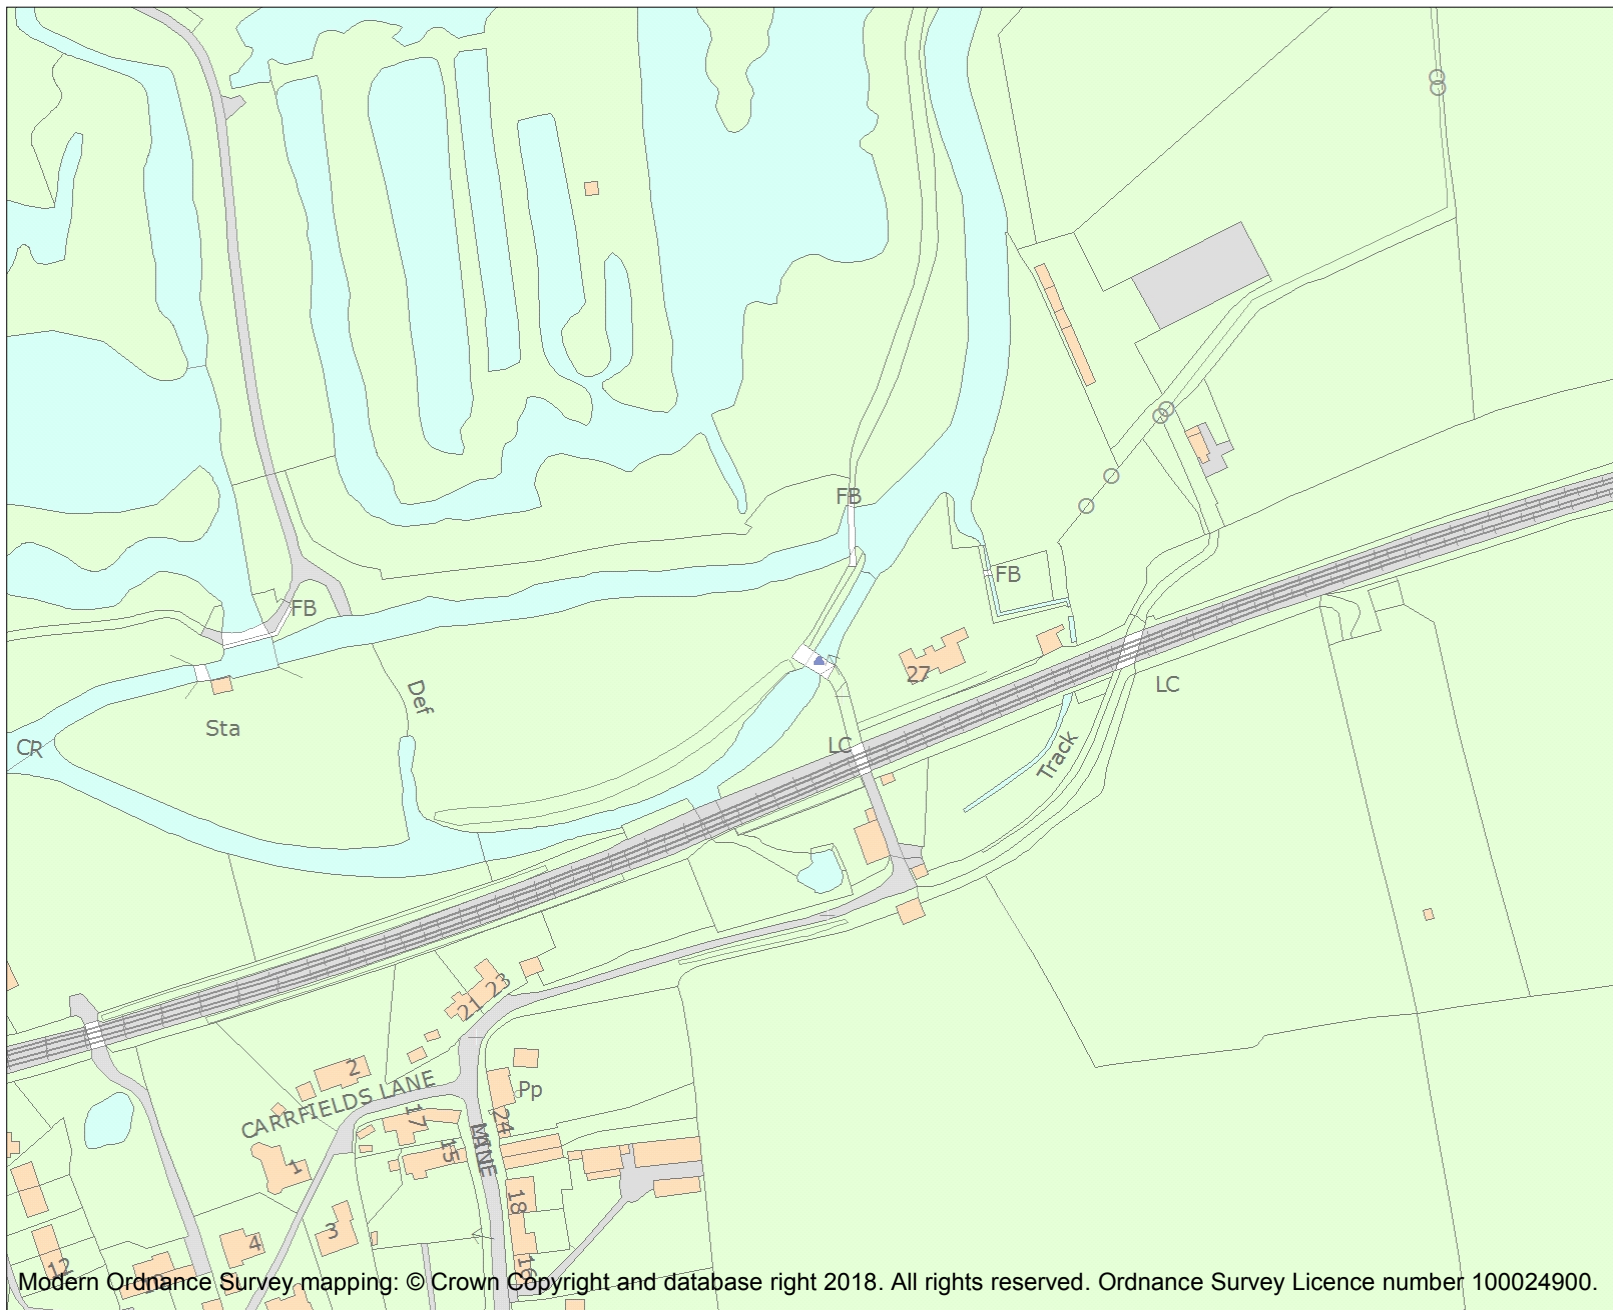 FB
FB
FB
27
LC
Def
Sta
CR
LC
Track
21
23
2
CARRFIELDS LANE
Pp
17
24
15
LANE
1
18
3
4
12
16
Modern Ordnance Survey mapping: © Crown Copyright and database right 2018. All rights reserved. Ordnance Survey Licence number 100024900.